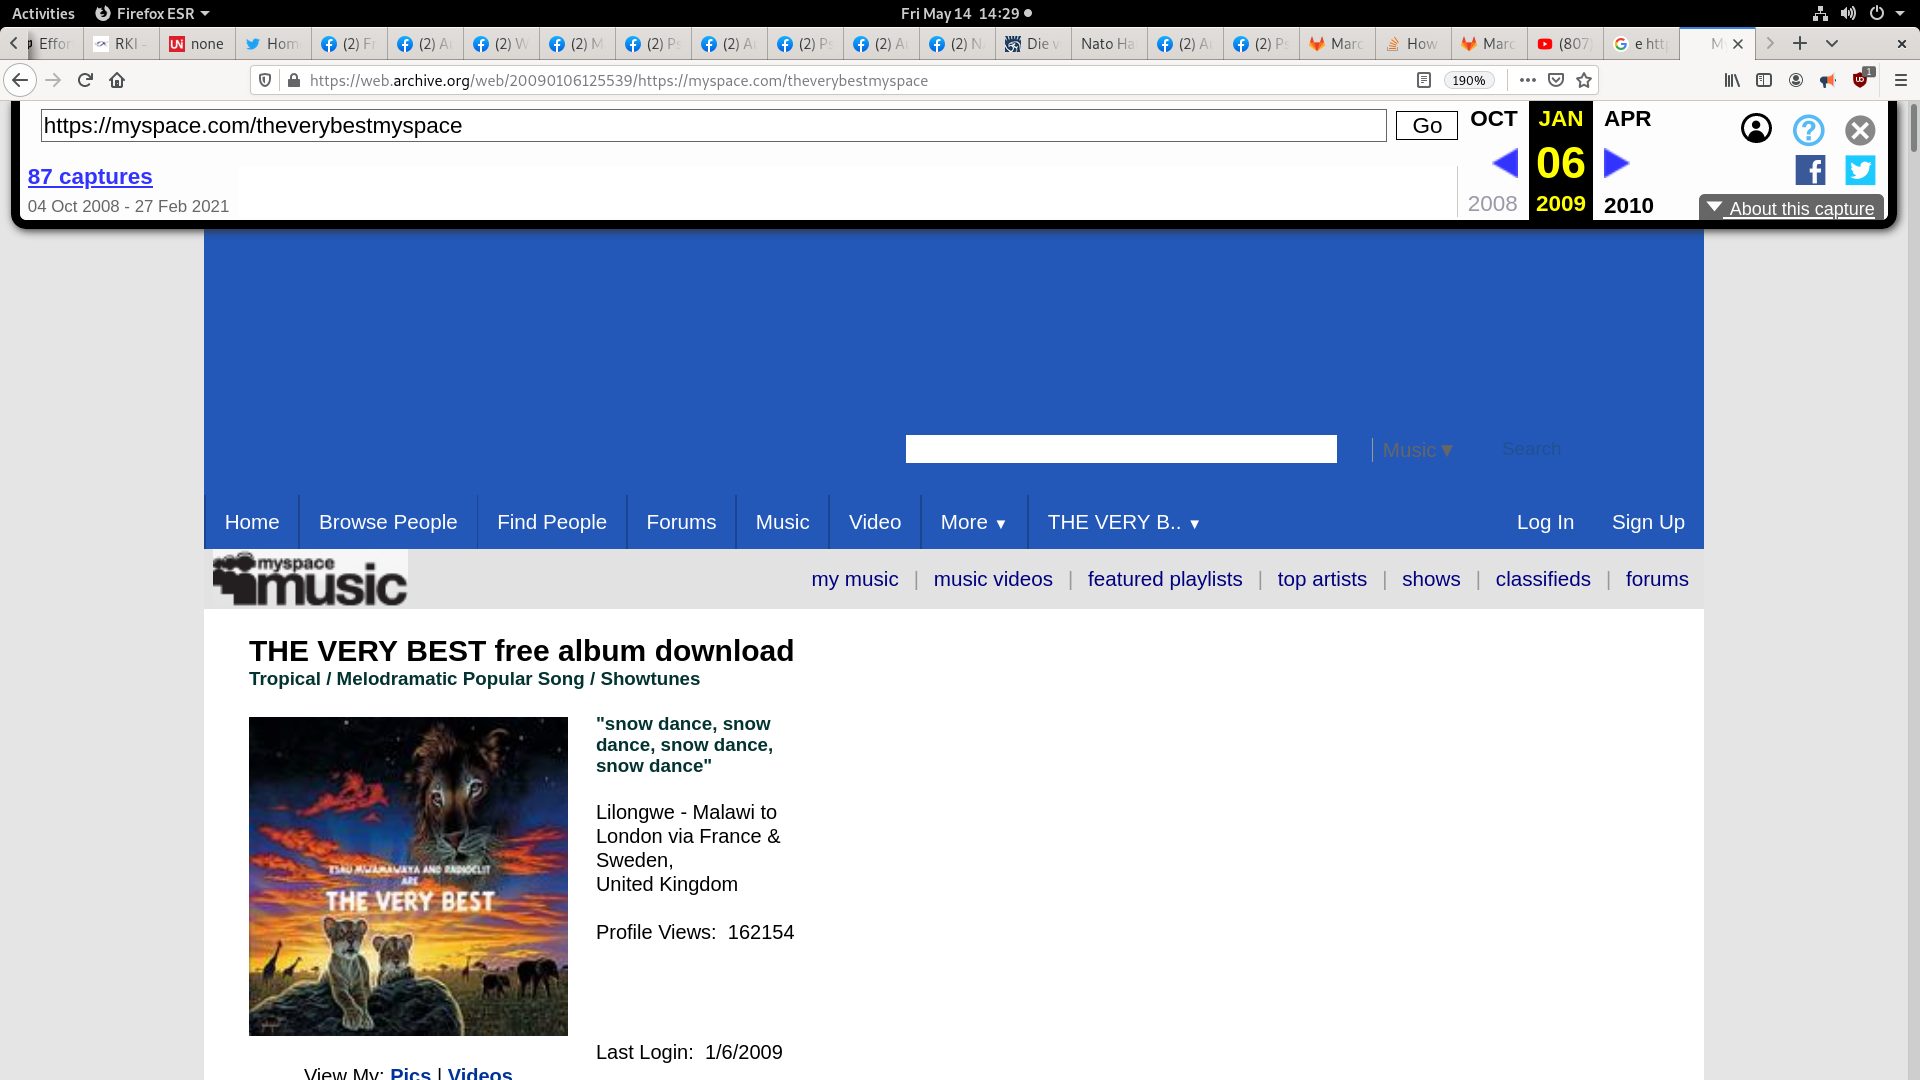 Activities Firefox ESR Fri May 14 14:29
Effor RKI - none Hom (2) Fr (2) Au (2) W (2) M (2) Ps (2) Au (2) Ps (2) Au (2) N Die v Nato Ha (2) Au (2) Ps Marc How Marc (807) e htt M
https://web.archive.org/web/20090106125539/https://myspace.com/theverybestmyspace 190% 1
https://myspace.com/theverybestmyspace Go OCT JAN APR
87 captures 06
04 Oct 2008 - 27 Feb 2021 2008 2009 2010 About this capture
Music▼ Search
Home Browse People Find People Forums Music Video More ▼ THE VERY B.. ▼ Log In Sign Up
myspace
music
my music | music videos | featured playlists | top artists | shows | classifieds | forums
THE VERY BEST free album download
Tropical / Melodramatic Popular Song / Showtunes
"snow dance, snow
dance, snow dance,
snow dance"
Lilongwe - Malawi to
London via France &
Sweden,
United Kingdom
Profile Views: 162154
ESAU MWAMWAYA AND RADIOCLIT
ARE
THE VERY BEST
Last Login: 1/6/2009
View My: Pics | Videos